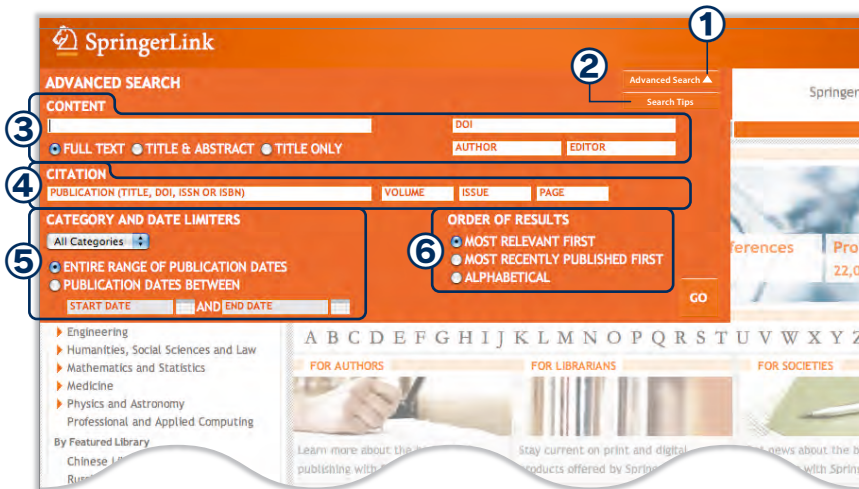 1
SpringerLink
2
ADVANCED SEARCH
Advanced Search
Springer
CONTENT
Search Tips
3
DOI
FULL TEXT TITLE & ABSTRACT TITLE ONLY
AUTHOR EDITOR
CITATION
4
PUBLICATION (TITLE, DOI, ISSN OR ISBN) VOLUME ISSUE PAGE
CATEGORY AND DATE LIMITERS
ORDER OF RESULTS
All Categories
5
6
MOST RELEVANT FIRST
ENTIRE RANGE OF PUBLICATION DATES
MOST RECENTLY PUBLISHED FIRST
PUBLICATION DATES BETWEEN
ALPHABETICAL
START DATE AND END DATE
GO
erences Pro
22,0
Engineering
Humanities, Social Sciences and Law
Mathematics and Statistics
Medicine
Physics and Astronomy
Professional and Applied Computing
By Featured Library
Chinese
A B C D E F G H I J K L M N O P Q R S T U V W X Y Z
FOR AUTHORS FOR LIBRARIANS FOR SOCIETIES
Learn more about the
publishing with
Stay current on print and digital
products offered by
news about the
with Sprin